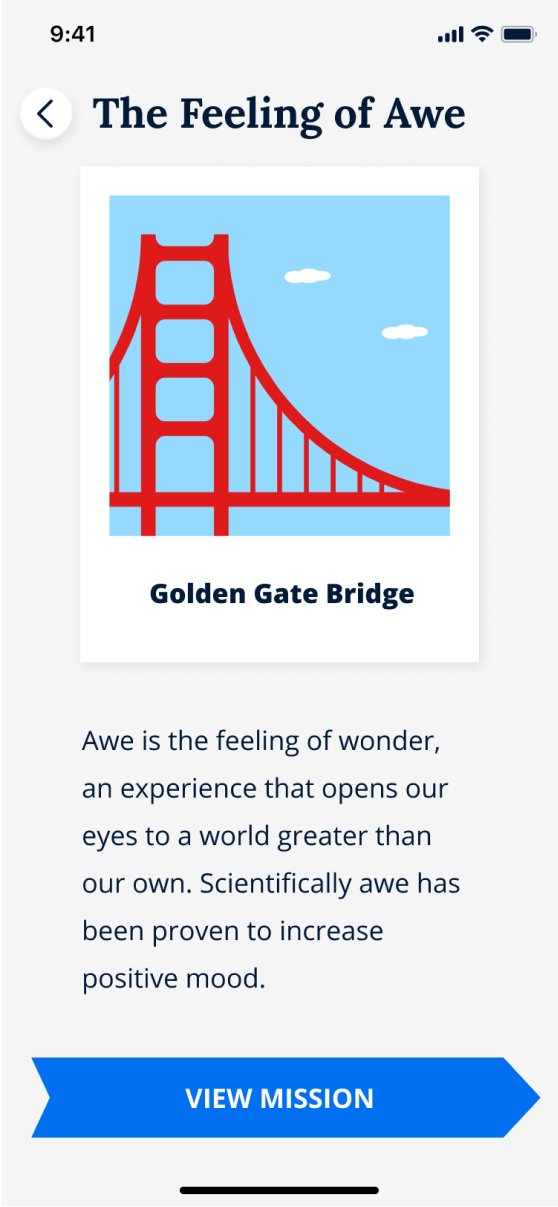 9:41
The Feeling of Awe
Golden Gate Bridge
Awe is the feeling of wonder,
an experience that opens our
eyes to a world greater than
our own. Scientifically awe has
been proven to increase
positive mood.
VIEW MISSION